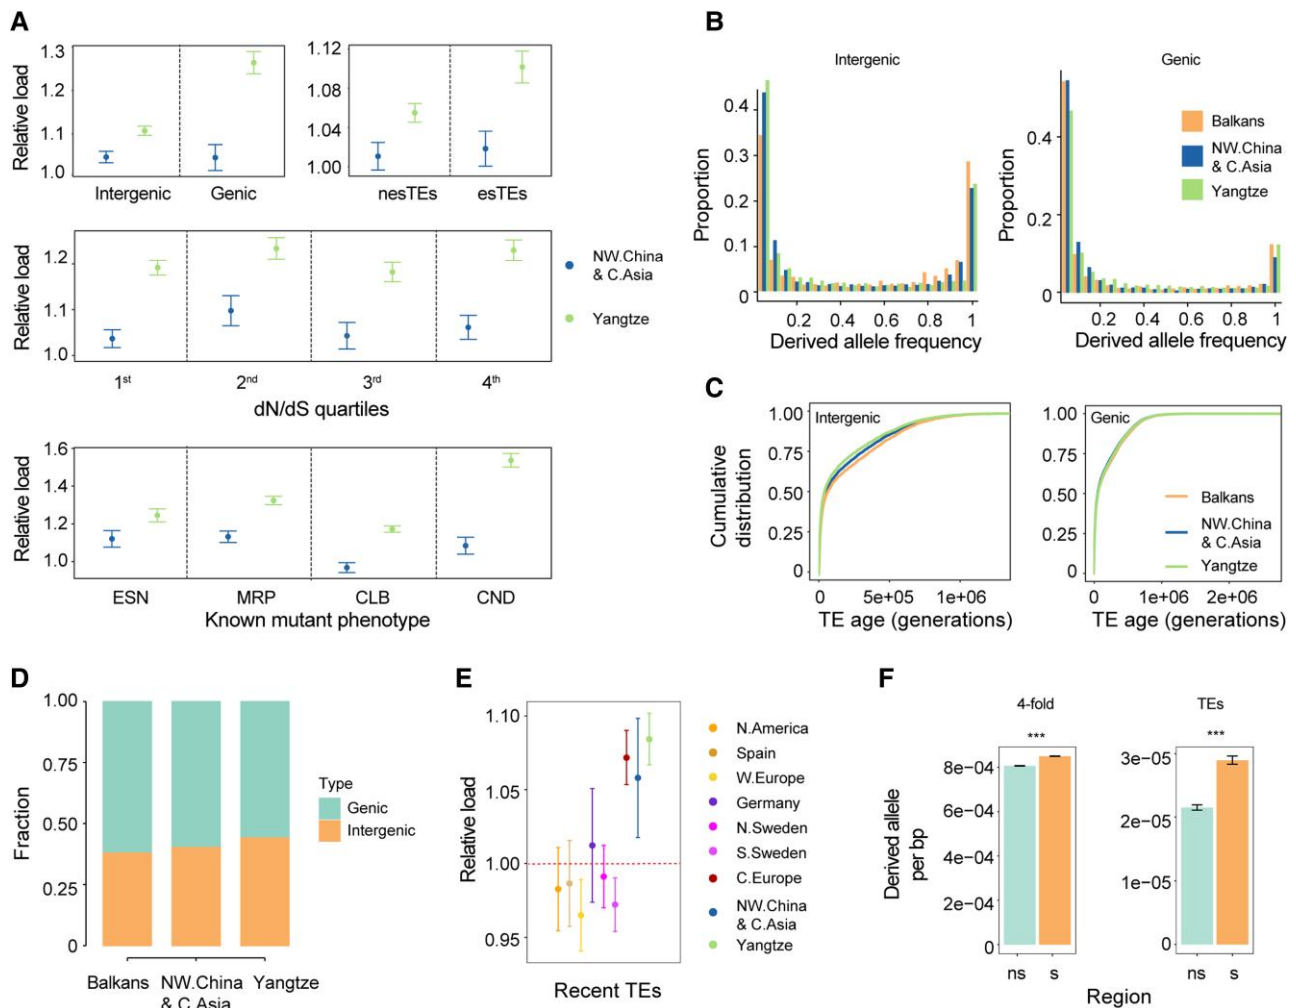 A
Relative load
1.3
1.2
1.1
1.0
Intergenic
Genic
1.12
1.08
1.04
1.00
nesTEs
esTEs
Relative load
1.2
1.1
1.0
1st
2nd
3rd
4th
dN/dS quartiles
NW.China
& C.Asia
Yangtze
Relative load
1.6
1.4
1.2
1.0
ESN
MRP
CLB
CND
Known mutant phenotype
B
Intergenic
Proportion
0.4
0.3
0.2
0.1
0
0.2
0.4
0.6
0.8
1
Derived allele frequency
Genic
Proportion
0.4
0.2
0
0.2
0.4
0.6
0.8
1
Derived allele frequency
Balkans
NW.China
& C.Asia
Yangtze
C
Cumulative
distribution
Intergenic
1.00
0.75
0.50
0.25
0
0
5e+05
1e+06
TE age (generations)
Genic
1.00
0.75
0.50
0.25
0
0
1e+06
2e+06
TE age (generations)
Balkans
NW.China
& C.Asia
Yangtze
D
Fraction
1.00
0.75
0.50
0.25
0
Balkans
NW.China
& C.Asia
Yangtze
Type
Genic
Intergenic
E
Relative load
1.10
1.05
1.00
0.95
Recent TEs
N.America
Spain
W.Europe
Germany
N.Sweden
S.Sweden
C.Europe
NW.China
& C.Asia
Yangtze
F
Derived allele
per bp
4-fold
***
8e−04
6e−04
4e−04
2e−04
0
ns
s
TEs
***
3e−05
2e−05
1e−05
0
ns
s
Region